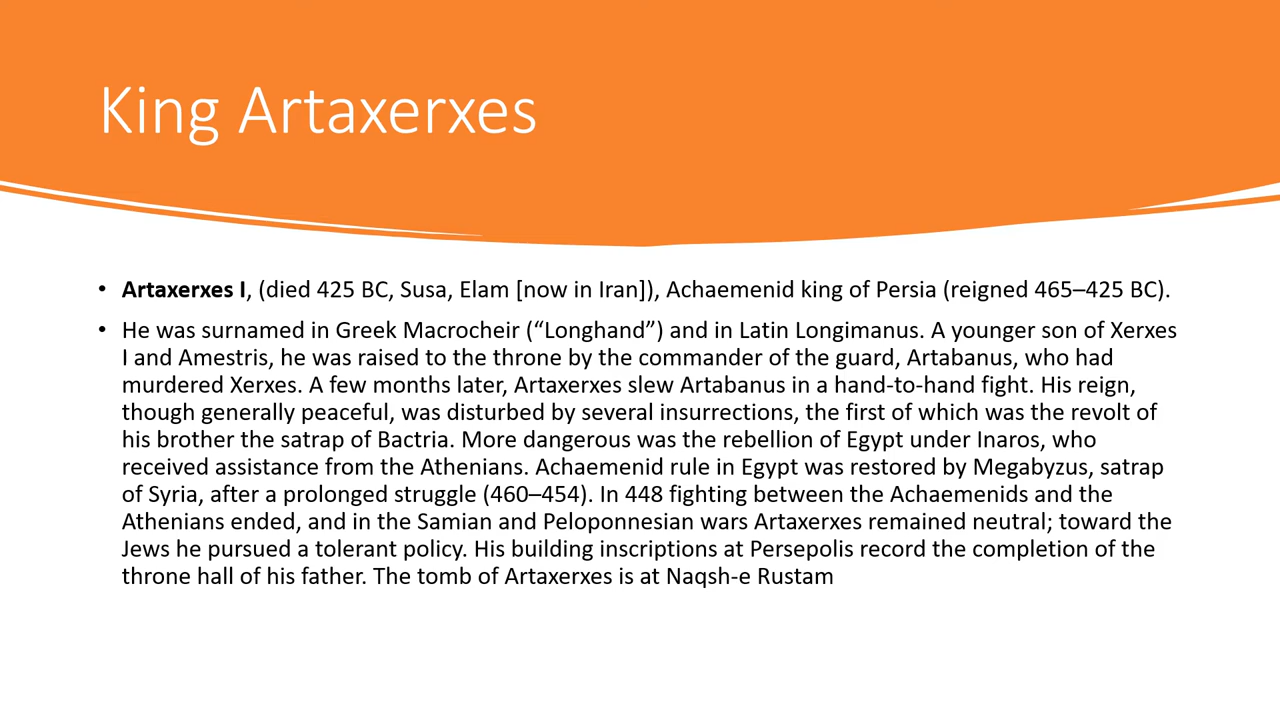 King Artaxerxes
• Artaxerxes I, (died 425 BC, Susa, Elam [now in Iran]), Achaemenid king of Persia (reigned 465–425 BC).
• He was surnamed in Greek Macrocheir (“Longhand”) and in Latin Longimanus. A younger son of Xerxes
I and Amestris, he was raised to the throne by the commander of the guard, Artabanus, who had
murdered Xerxes. A few months later, Artaxerxes slew Artabanus in a hand-to-hand fight. His reign,
though generally peaceful, was disturbed by several insurrections, the first of which was the revolt of
his brother the satrap of Bactria. More dangerous was the rebellion of Egypt under Inaros, who
received assistance from the Athenians. Achaemenid rule in Egypt was restored by Megabyzus, satrap
of Syria, after a prolonged struggle (460–454). In 448 fighting between the Achaemenids and the
Athenians ended, and in the Samian and Peloponnesian wars Artaxerxes remained neutral; toward the
Jews he pursued a tolerant policy. His building inscriptions at Persepolis record the completion of the
throne hall of his father. The tomb of Artaxerxes is at Naqsh-e Rustam